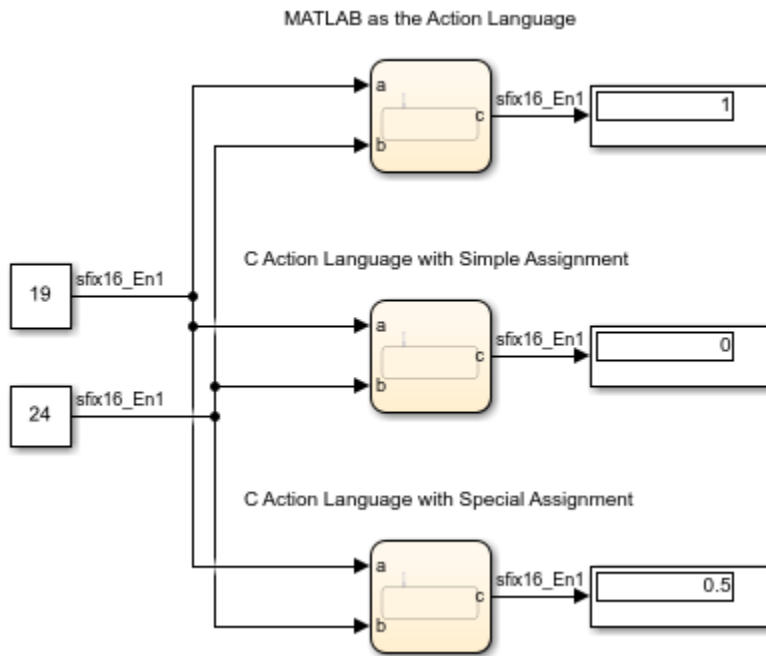 MATLAB as the Action Language
a
b
c
sfix16_En1
1
C Action Language with Simple Assignment
19
sfix16_En1
a
b
c
sfix16_En1
0
24
sfix16_En1
C Action Language with Special Assignment
a
b
c
sfix16_En1
0.5